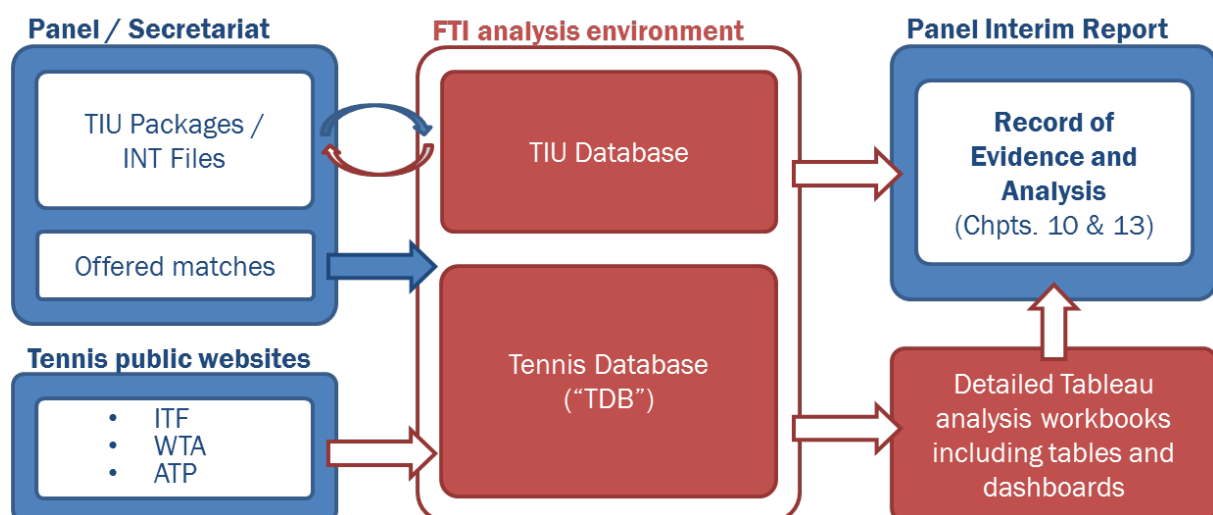 Panel / Secretariat
TIU Packages /
INT Files
Offered matches
Tennis public websites
• ITF
• WTA
• ATP
FTI analysis environment
TIU Database
Tennis Database
(“TDB”)
Panel Interim Report
Record of
Evidence and
Analysis
(Chpts. 10 & 13)
Detailed Tableau
analysis workbooks
including tables and
dashboards